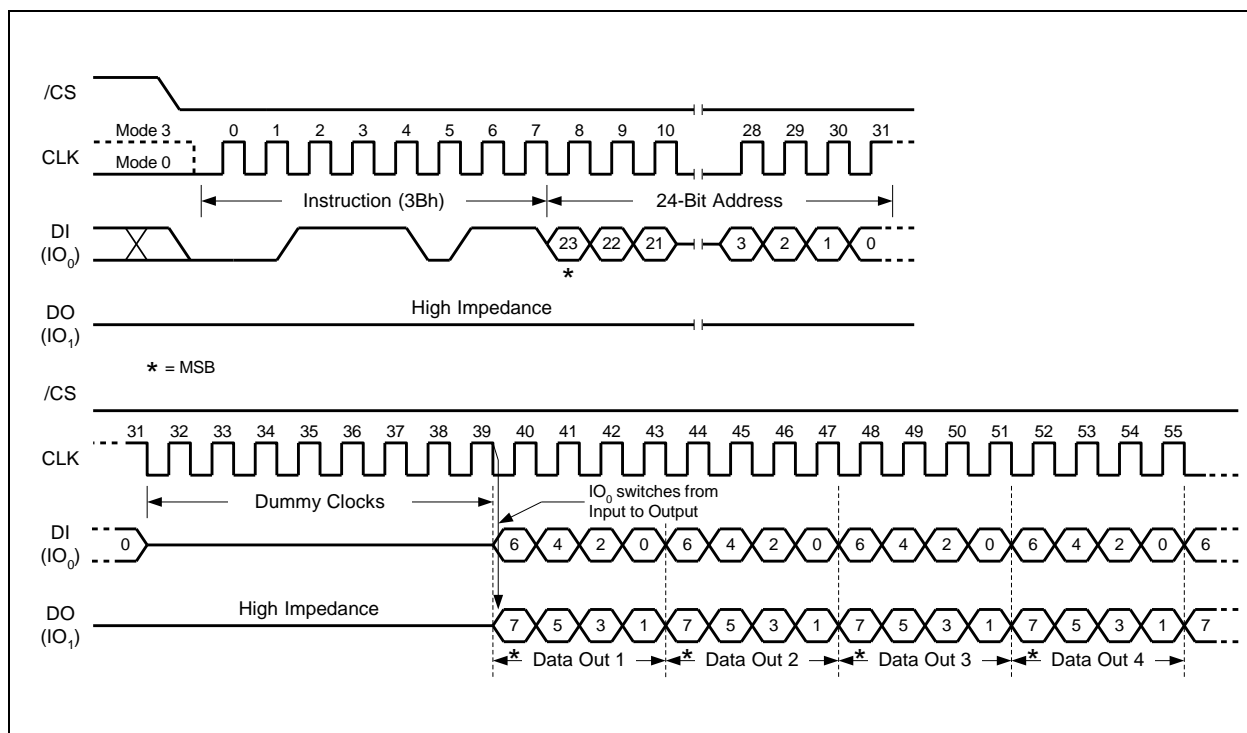 /CS
Mode 3 0 1 2 3 4 5 6 7 8 9 10 28 29 30 31
CLK
Mode 0
Instruction (3Bh) 24-Bit Address
DI
(IO0) 23 22 21 3 2 1 0
*
High Impedance
DO
(IO1)
* = MSB
/CS
31 32 33 34 35 36 37 38 39 40 41 42 43 44 45 46 47 48 49 50 51 52 53 54 55
CLK
Dummy Clocks
IO0 switches from
Input to Output
DI
(IO0) 0 6 4 2 0 6 4 2 0 6 4 2 0 6 4 2 0 6
High Impedance
DO
(IO1) 7 5 3 1 7 5 3 1 7 5 3 1 7 5 3 1 7
* Data Out 1 * Data Out 2 * Data Out 3 * Data Out 4